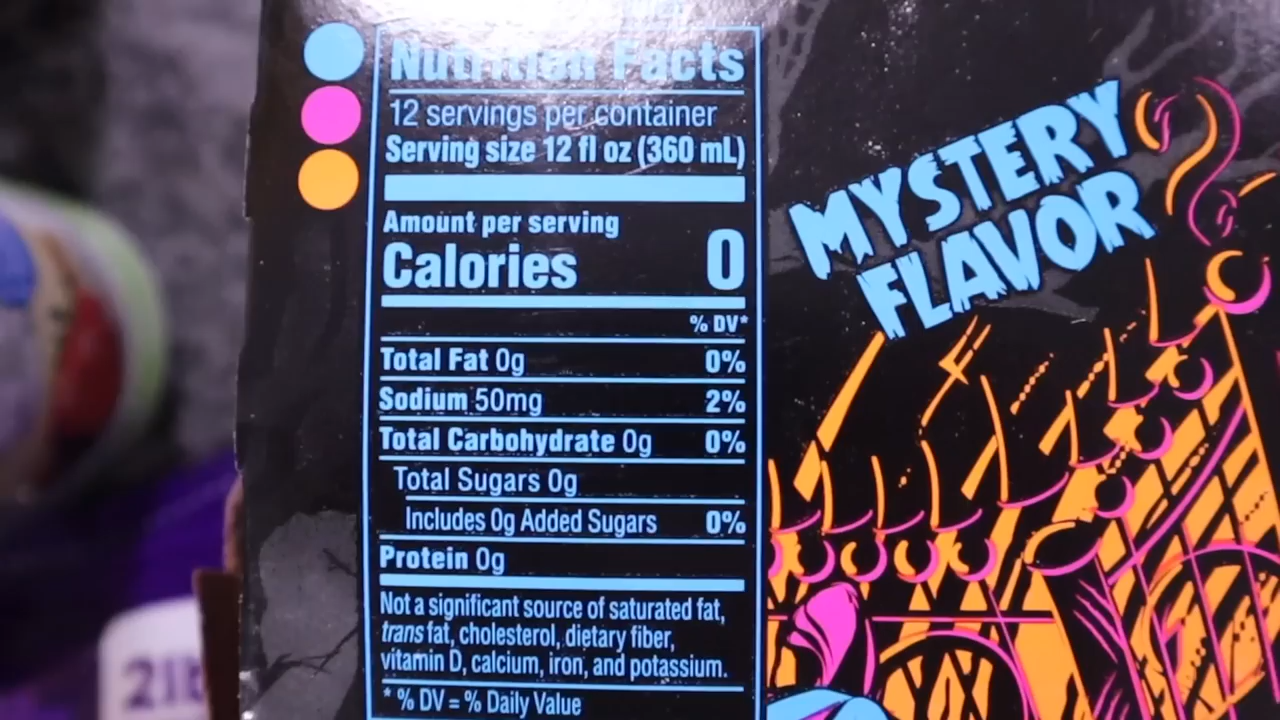 Nutrition Facts
12 servings per container
Serving size 12 fl oz (360 mL)
Amount per serving
Calories 0
% DV*
Total Fat 0g 0%
Sodium 50mg 2%
Total Carbohydrate 0g 0%
Total Sugars 0g
Includes 0g Added Sugars 0%
Protein 0g
Not a significant source of saturated fat,
trans fat, cholesterol, dietary fiber,
vitamin D, calcium, iron, and potassium.
* % DV = % Daily Value
MYSTERY
FLAVOR
2lb